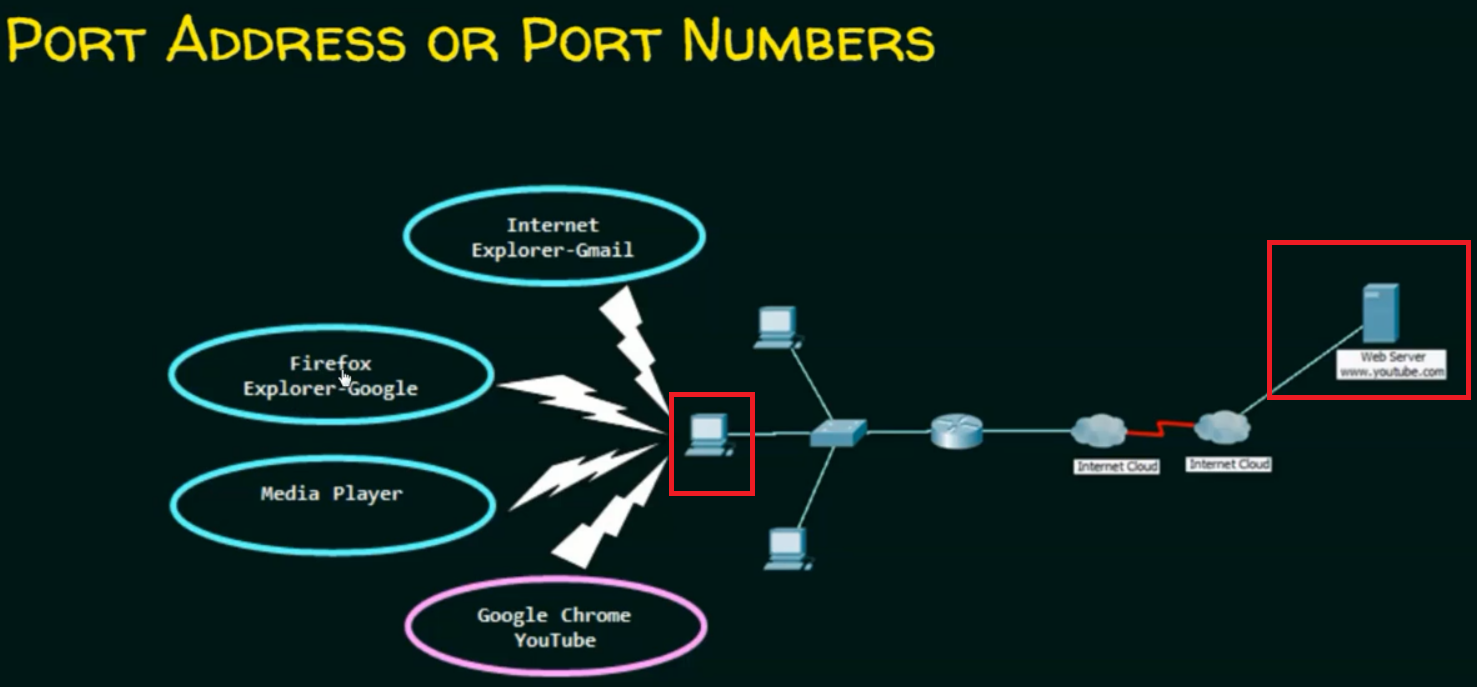 Port Address or Port Numbers
Internet
Explorer-Gmail
Firefox
Explorer-Google
Media Player
Google Chrome
YouTube
Internet Cloud
Internet Cloud
Web Server
www.youtube.com